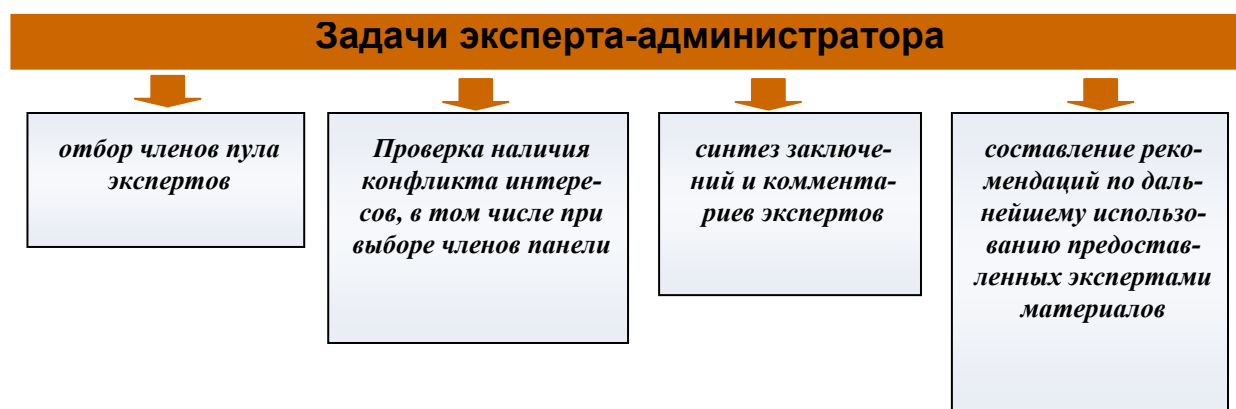 Задачи эксперта-администратора
отбор членов пула
экспертов
Проверка наличия
конфликта интере-
сов, в том числе при
выборе членов панели
синтез заключе-
ний и коммента-
риев экспертов
составление реко-
мендаций по даль-
нейшему использо-
ванию предостав-
ленных экспертами
материалов